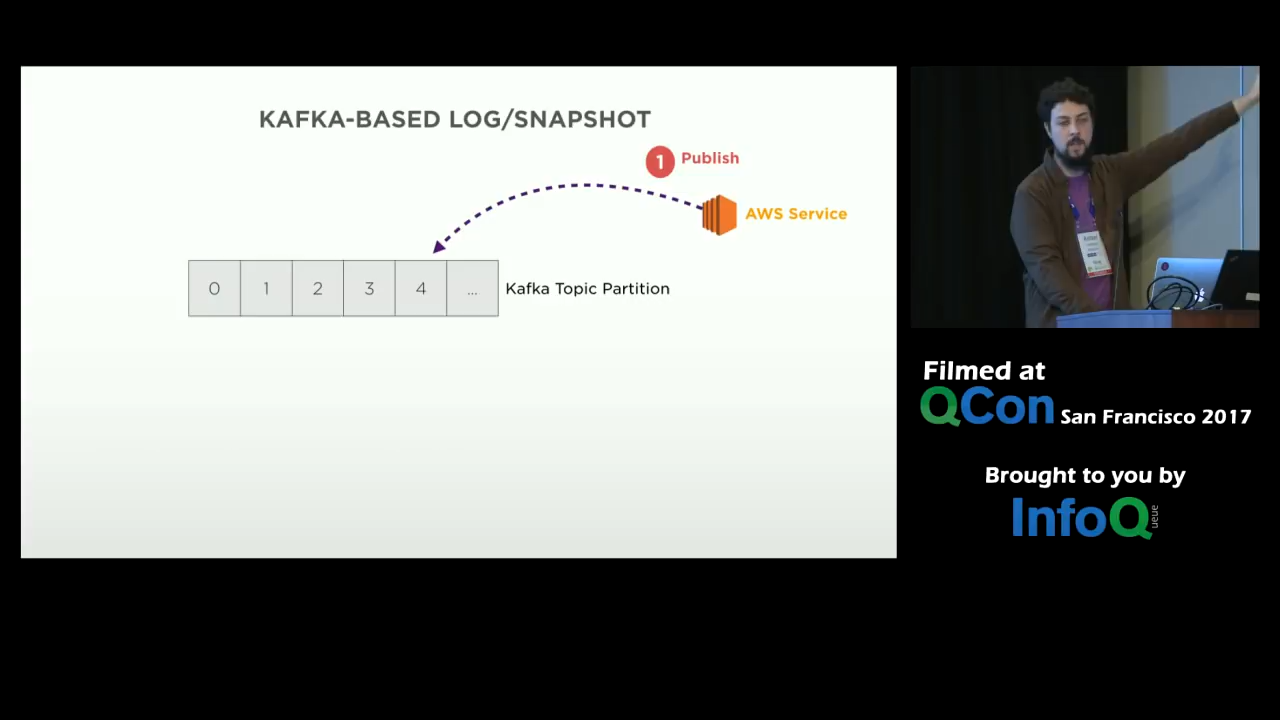 KAFKA-BASED LOG/SNAPSHOT
1 Publish
AWS Service
0 1 2 3 4 ... Kafka Topic Partition
Filmed at
QCon San Francisco 2017
Brought to you by
InfoQ
ueue